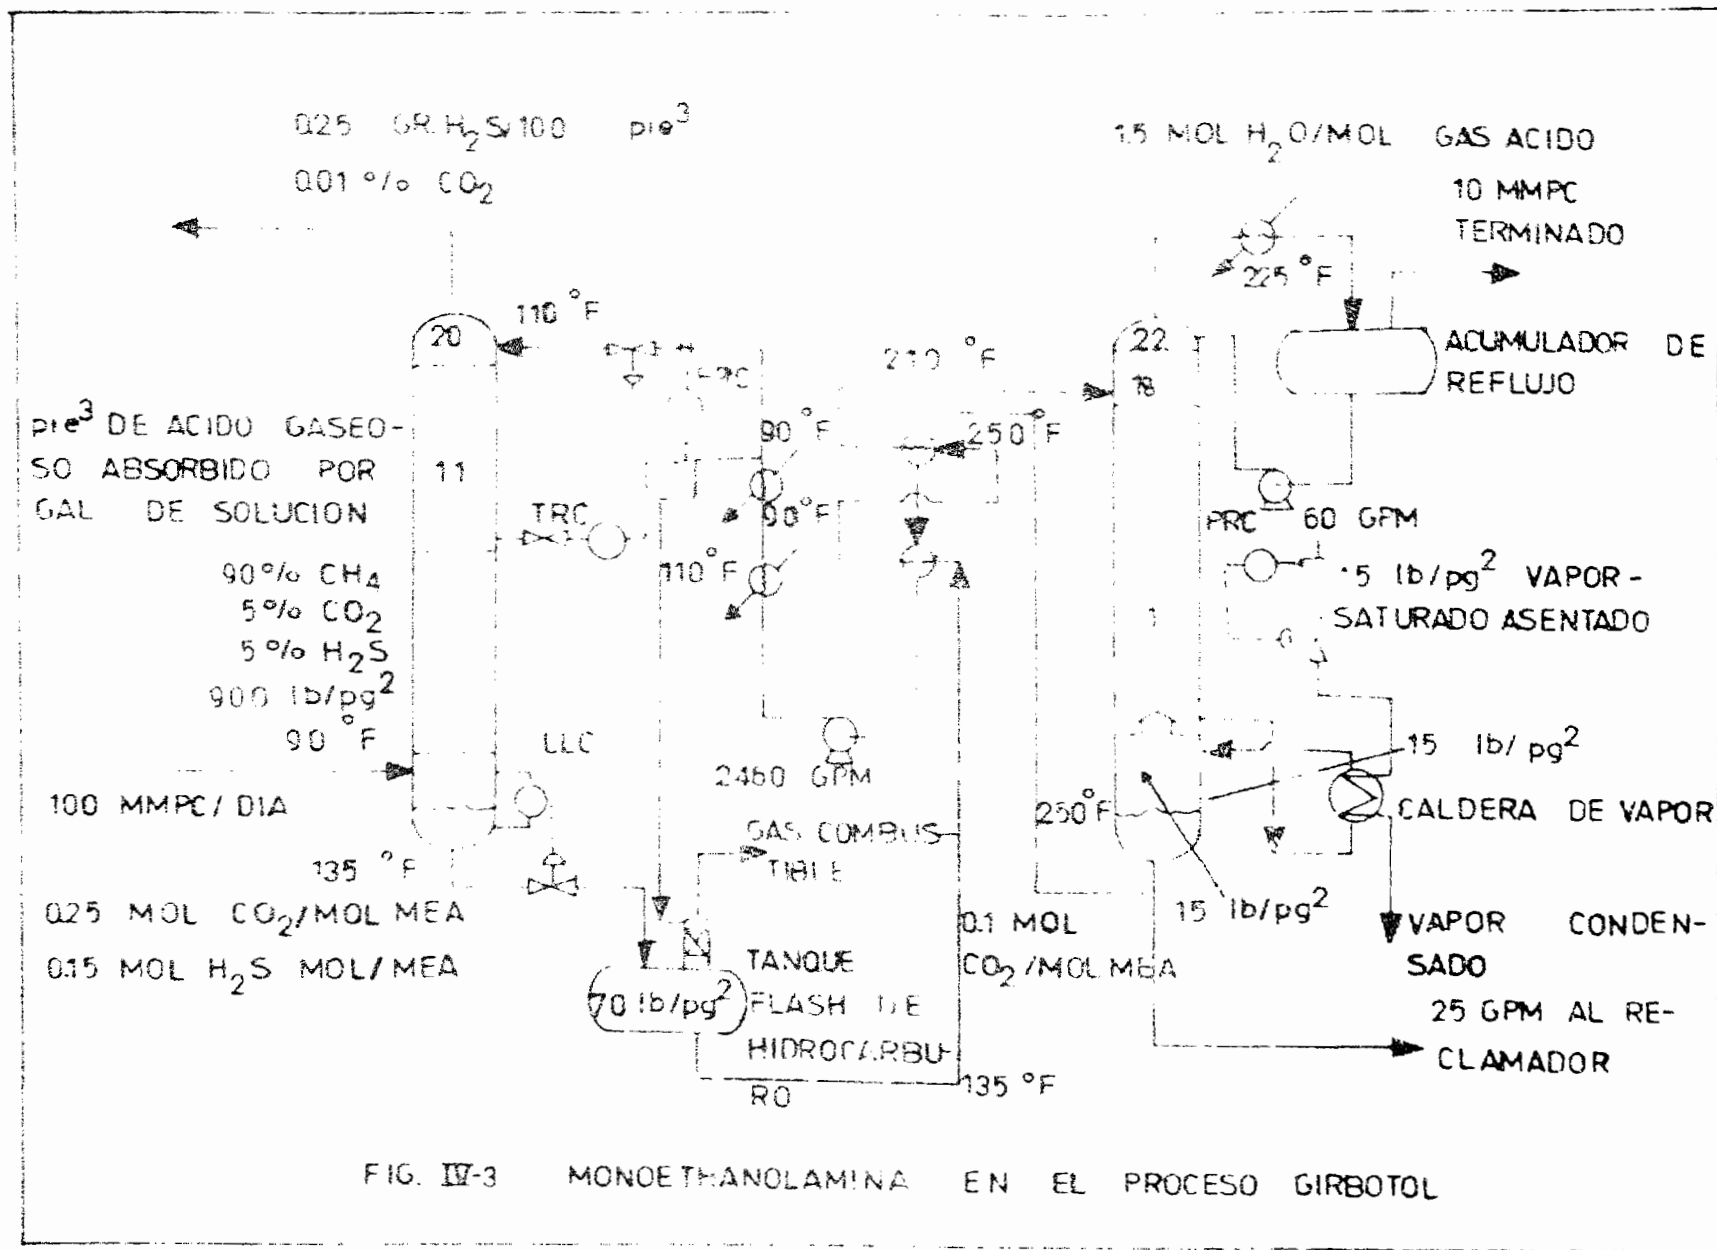 0.25 GR. H2S/100 pie3
0.01 % CO2
1.5 MOL H2O/MOL GAS ACIDO
10 MMPC
TERMINADO
225 °F
110 °F
20
22
18
210 °F
250 °F
ACUMULADOR DE
REFLUJO
pie3 DE ACIDO GASEO-
SO ABSORBIDO POR
GAL DE SOLUCION
11
90 °F
90 °F
110 °F
TRC
PRC 60 GPM
15 lb/pg2 VAPOR-
SATURADO ASENTADO
1
90% CH4
5% CO2
5% H2S
900 lb/pg2
90 °F
LLC
100 MMPC/ DIA
2460 GPM
GAS COMBUS-
TIBLE
250°F
15 lb/pg2
CALDERA DE VAPOR
135 °F
0.25 MOL CO2/MOL MEA
0.15 MOL H2S MOL/MEA
15 lb/pg2
0.1 MOL
CO2/MOL MEA
VAPOR CONDEN-
SADO
70 lb/pg2
TANQUE
FLASH DE
HIDROCARBU-
RO
135 °F
25 GPM AL RE-
CLAMADOR
FIG. IV-3 MONOETHANOLAMINA EN EL PROCESO GIRBOTOL